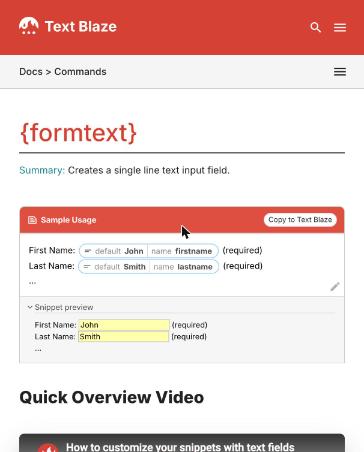 Text Blaze
Docs > Commands
{formtext}
Summary: Creates a single line text input field.
Sample Usage
Copy to Text Blaze
First Name: default John name firstname (required)
Last Name: default Smith name lastname (required)
...
Snippet preview
First Name: John (required)
Last Name: Smith (required)
...
Quick Overview Video
How to customize your snippets with text fields